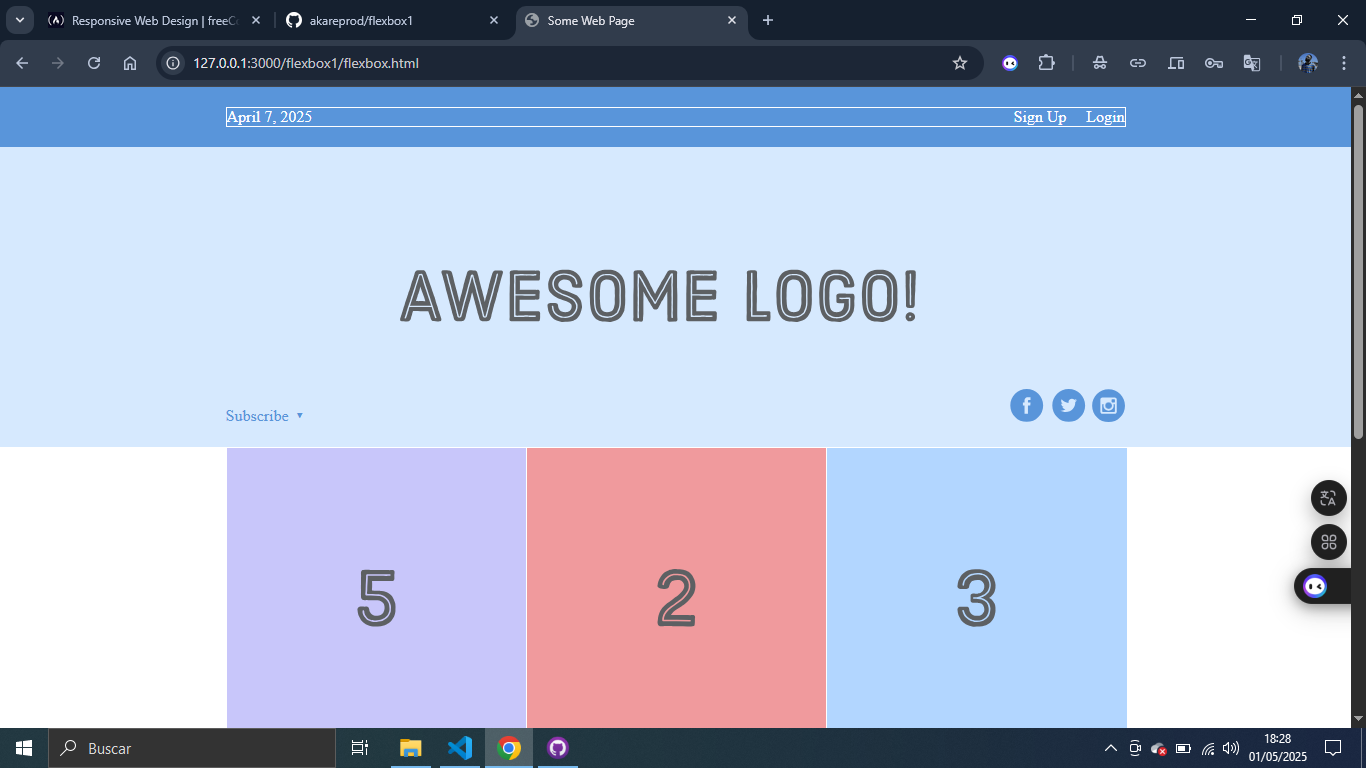 Responsive Web Design | freeCo
akareprod/flexbox1
Some Web Page
127.0.0.1:3000/flexbox1/flexbox.html
April 7, 2025
Sign Up
Login
AWESOME LOGO!
Subscribe
5
2
3
Buscar
18:28
01/05/2025